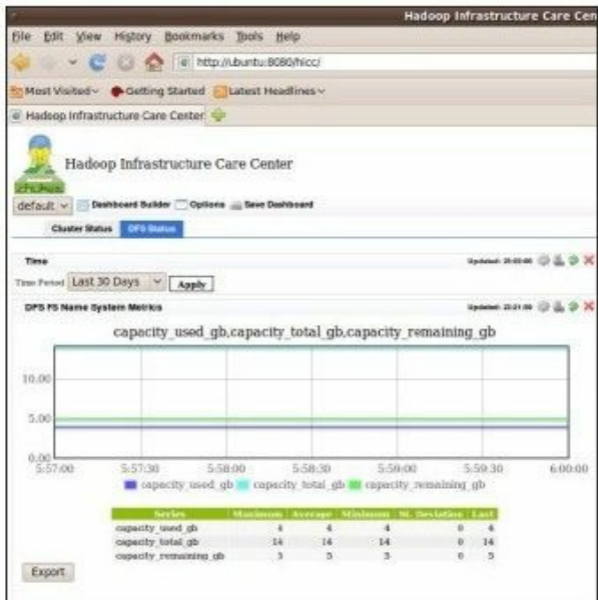 Hadoop Infrastructure Care Cen
File Edit View History Bookmarks Tools Help
http://ubuntu:8080/hicc/
Most Visited Getting Started Latest Headlines
Hadoop Infrastructure Care Center
Hadoop Infrastructure Care Center
default Dashboard Builder Options Save Dashboard
Cluster Status DFS Status
Time Updated:
Time Period Last 30 Days Apply
DFS FS Name System Metrics Updated:
capacity_used_gb,capacity_total_gb,capacity_remaining_gb
10.00
5.00
0.00
5:57:00 5:57:30 5:58:00 5:58:30 5:59:00 5:59:30 6:00:00
capacity_used_gb capacity_total_gb capacity_remaining_gb
Series Maximum Average Minimum St. Deviation Last
capacity_used_gb 4 4 4 0 4
capacity_total_gb 14 14 14 0 14
capacity_remaining_gb 5 5 5 0 5
Export